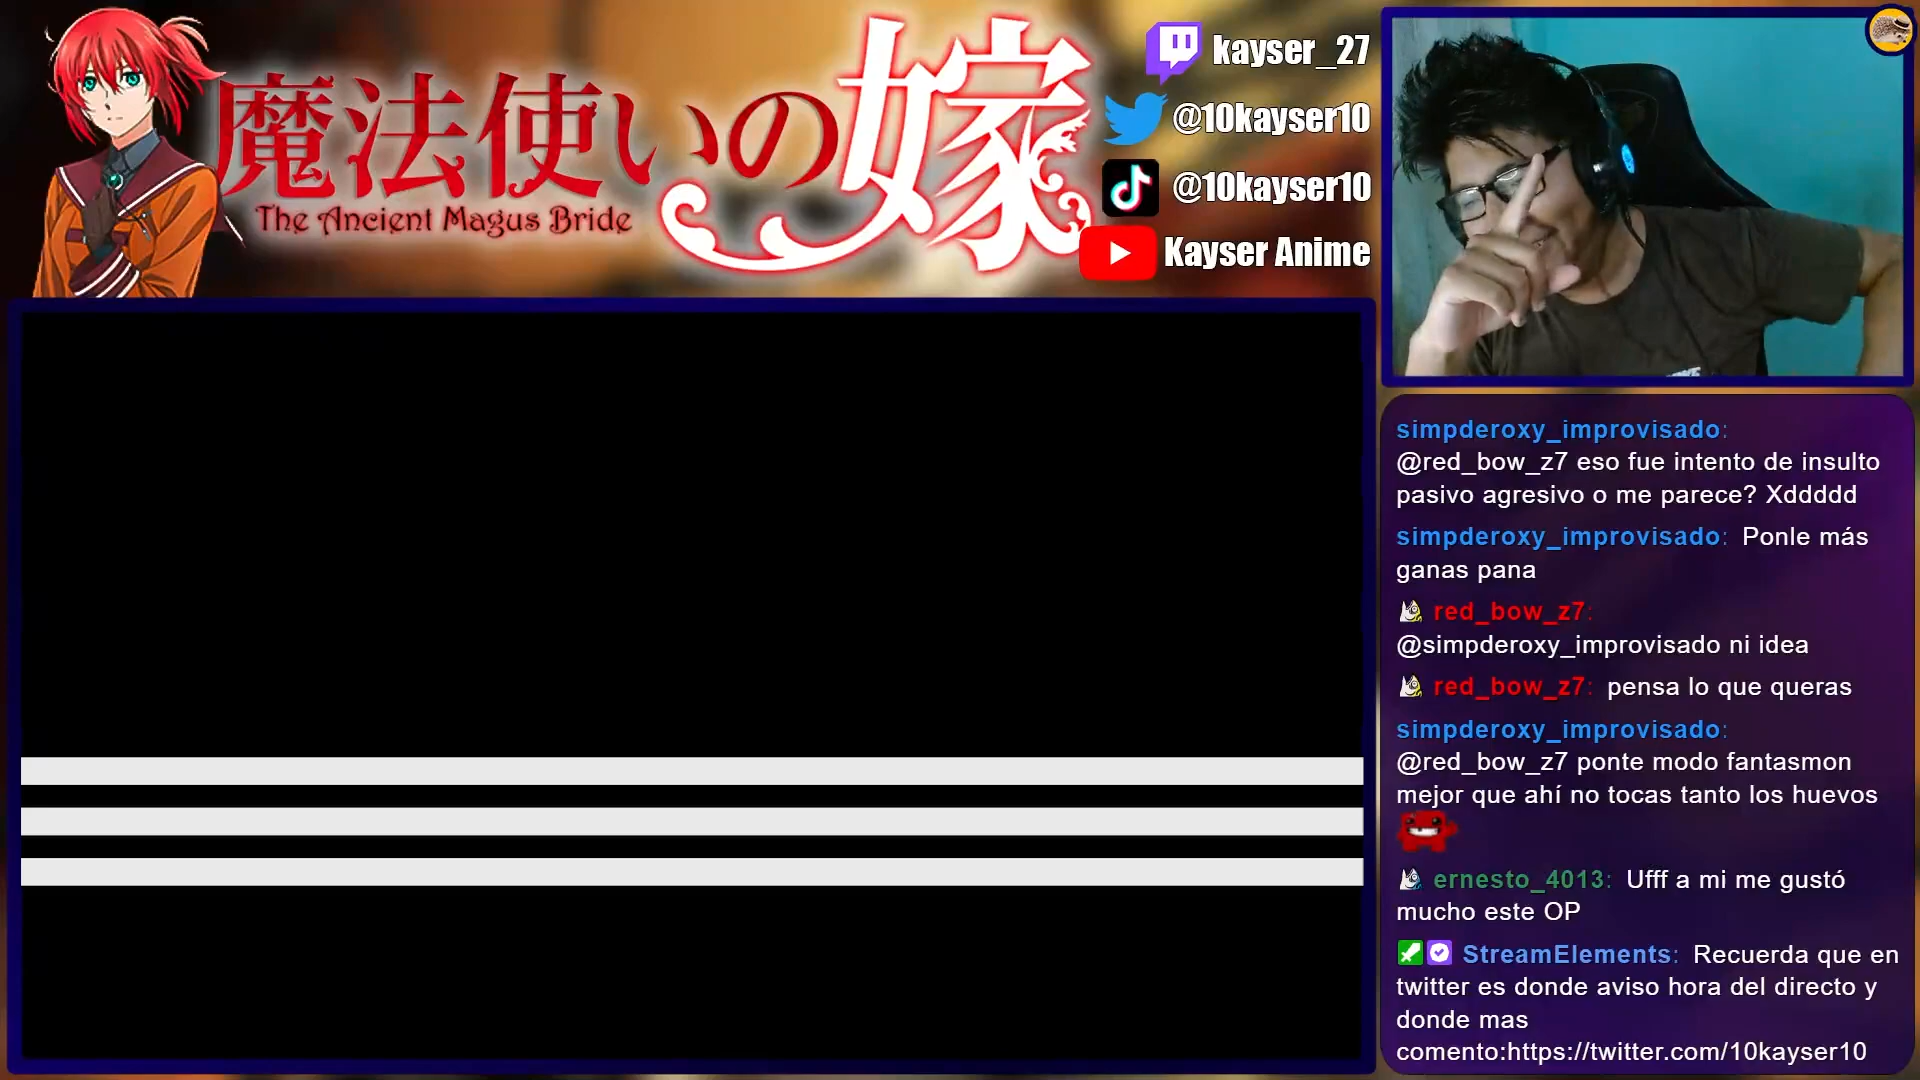 魔法使いの嫁
The Ancient Magus Bride
kayser_27
@10kayser10
@10kayser10
Kayser Anime
simpderoxy_improvisado:
@red_bow_z7 eso fue intento de insulto
pasivo agresivo o me parece? Xddddd
simpderoxy_improvisado: Ponle más
ganas pana
red_bow_z7:
@simpderoxy_improvisado ni idea
red_bow_z7: pensa lo que queras
simpderoxy_improvisado:
@red_bow_z7 ponte modo fantasmon
mejor que ahí no tocas tanto los huevos
ernesto_4013: Ufff a mi me gustó
mucho este OP
StreamElements: Recuerda que en
twitter es donde aviso hora del directo y
donde mas
comento:https://twitter.com/10kayser10